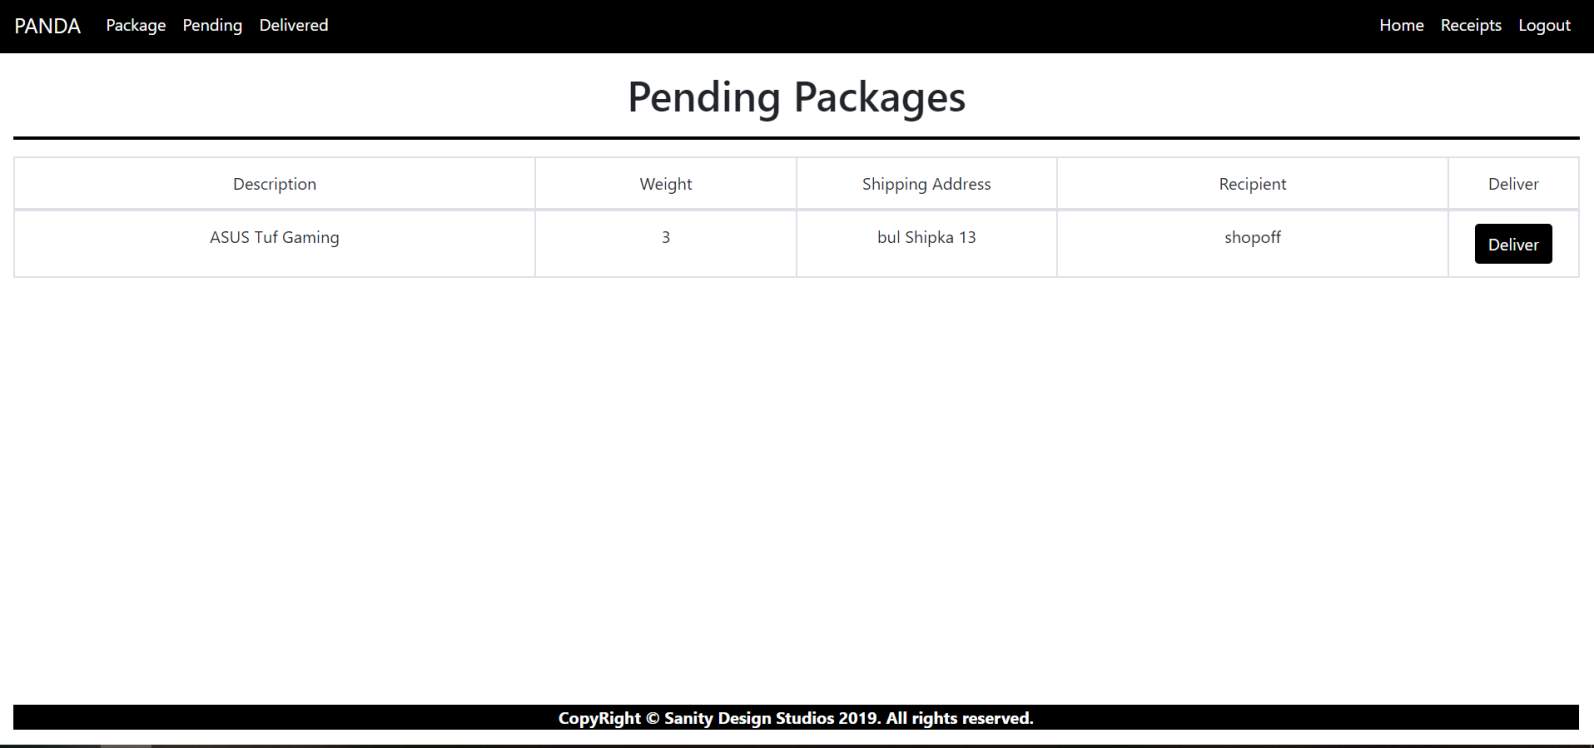 PANDA Package Pending Delivered Home Receipts Logout
Pending Packages
Description Weight Shipping Address Recipient Deliver
ASUS Tuf Gaming 3 bul Shipka 13 shopoff Deliver
CopyRight © Sanity Design Studios 2019. All rights reserved.